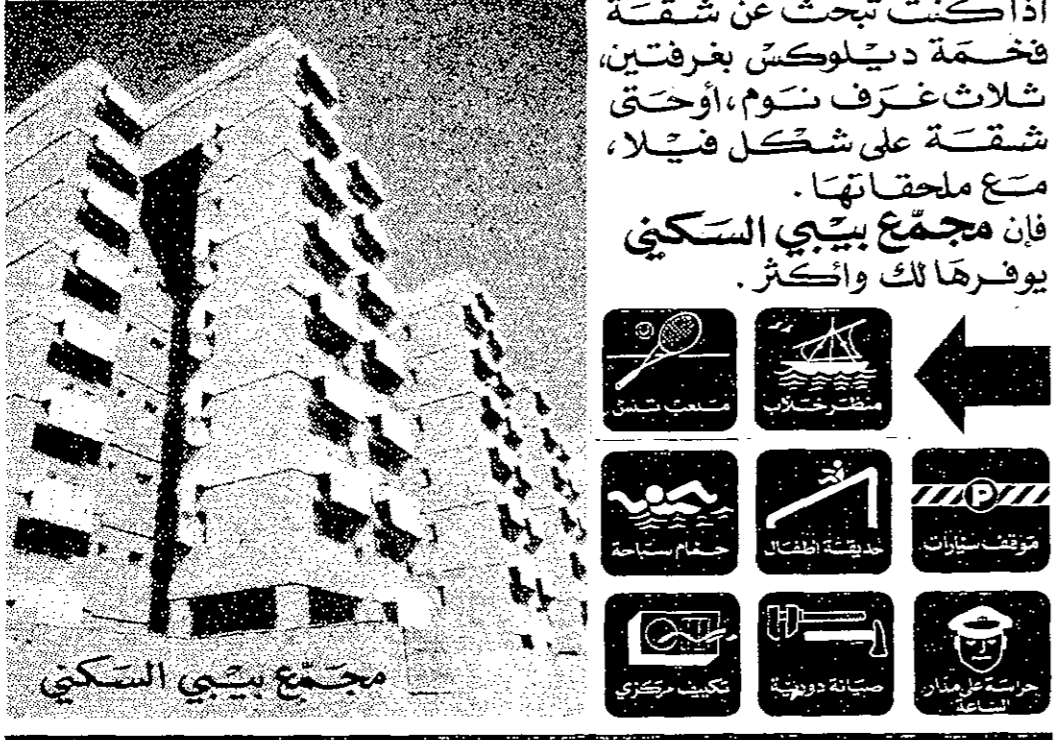 اذا كنت تبحث عن شقة
فخمة ديلوكس بغرفتين،
ثلاث غرف نوم، أو حتى
شقة على شكل فيلا،
مع ملحقاتها.
فإن مجمّع بيبي السكني
يوفرها لك وأكثر.
منظر خلاب
ملعب تنس
موقف سيارات
حديقة اطفال
حمام سباحة
حراسة على مدار
الساعة
صيانة دورية
تكييف مركزي
مجمّع بيبي السكني
P